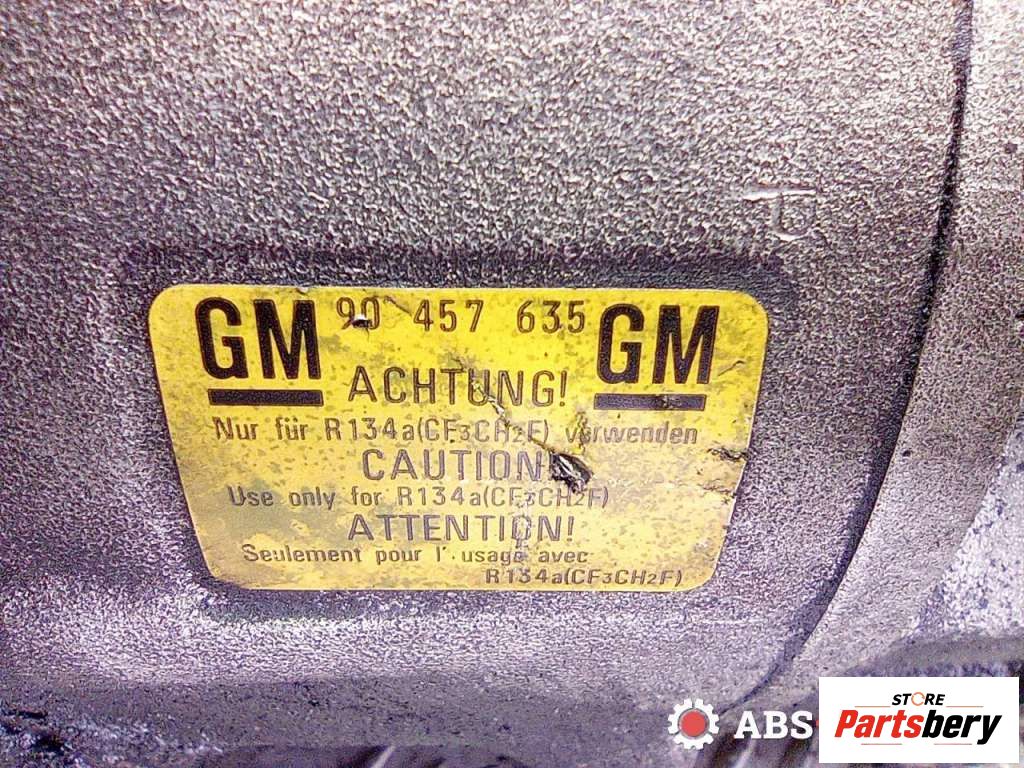 GM 90 457 635 GM
ACHTUNG!
Nur für R134a(CF3CH2F) verwenden
CAUTION!
Use only for R134a(CF3CH2F)
ATTENTION!
Seulement pour l'usage avec
R134a(CF3CH2F)
ABS
STORE
Partsbery